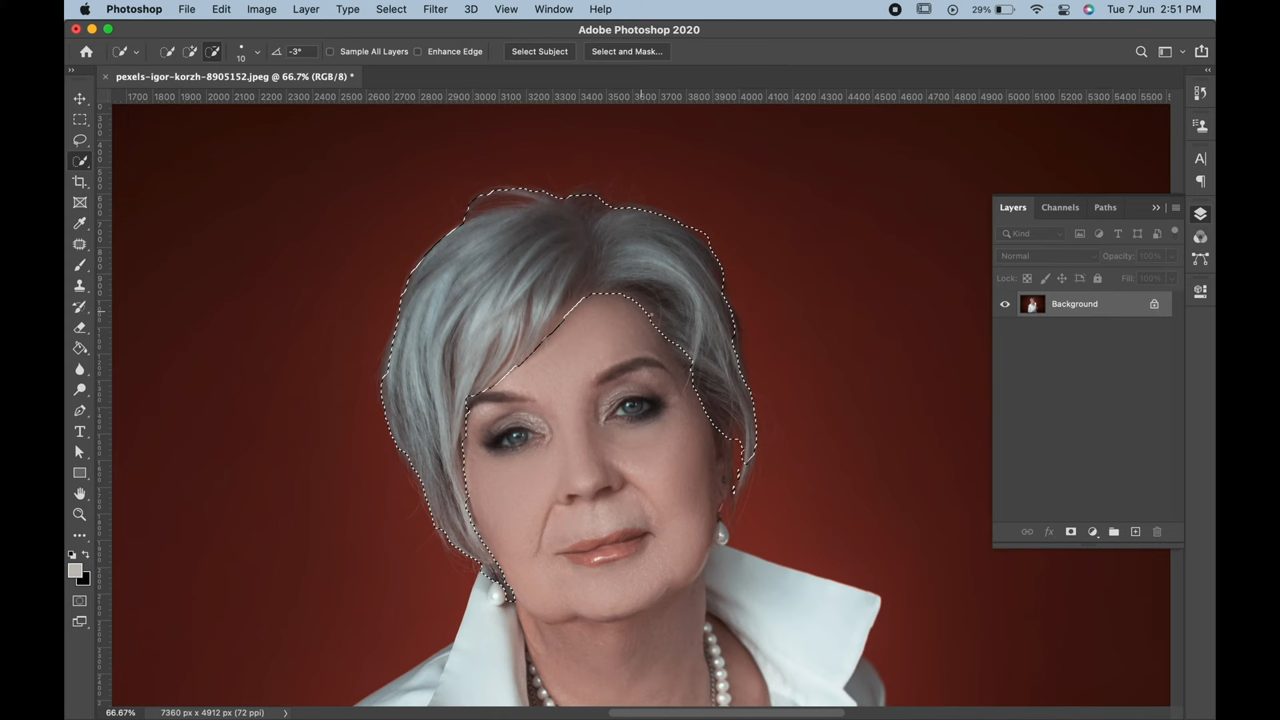 Photoshop File Edit Image Layer Type Select Filter 3D View Window Help 29% Tue 7 Jun 2:51 PM
Adobe Photoshop 2020
10 -3° Sample All Layers Enhance Edge Select Subject Select and Mask...
pexels-igor-korzh-8905152.jpeg @ 66.7% (RGB/8) *
1700 1800 1900 2000 2100 2200 2300 2400 2500 2600 2700 2800 2900 3000 3100 3200 3300 3400 3500 3600 3700 3800 3900 4000 4100 4200 4300 4400 4500 4600 4700 4800 4900 5000 5100 5200 5300 5400 5500
Layers Channels Paths
Kind
Normal Opacity: 100%
Lock: Fill: 100%
Background
fx
66.67% 7360 px x 4912 px (72 ppi)